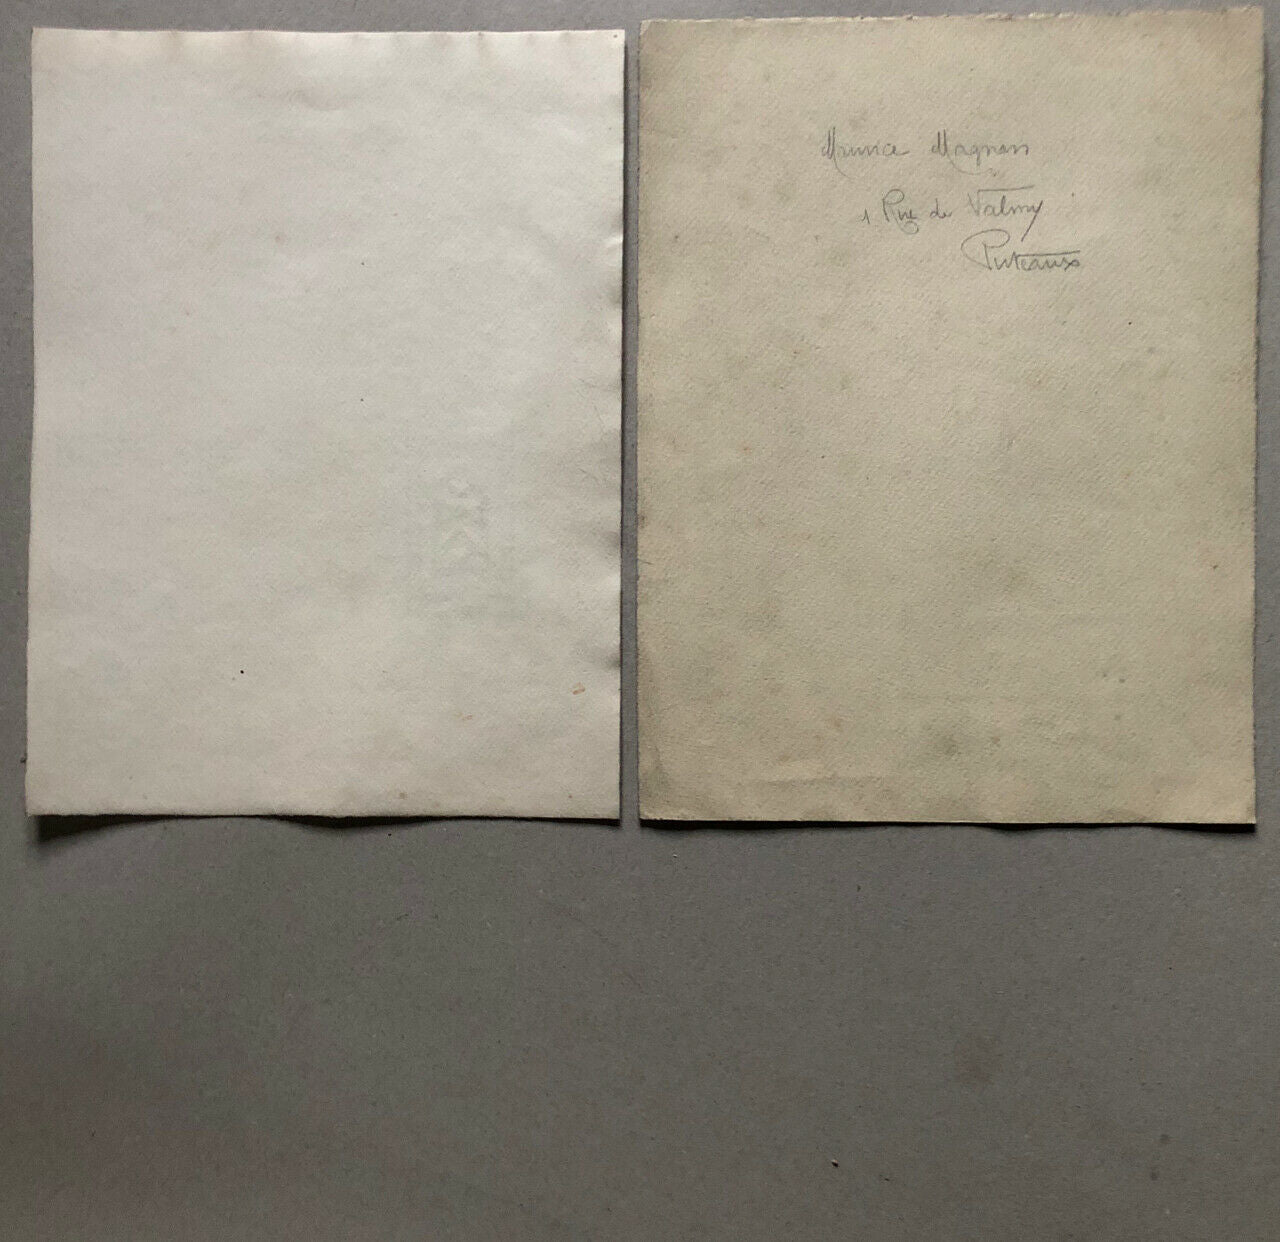 Maurice Magnan
1 Rue de Valmy
Puteaux